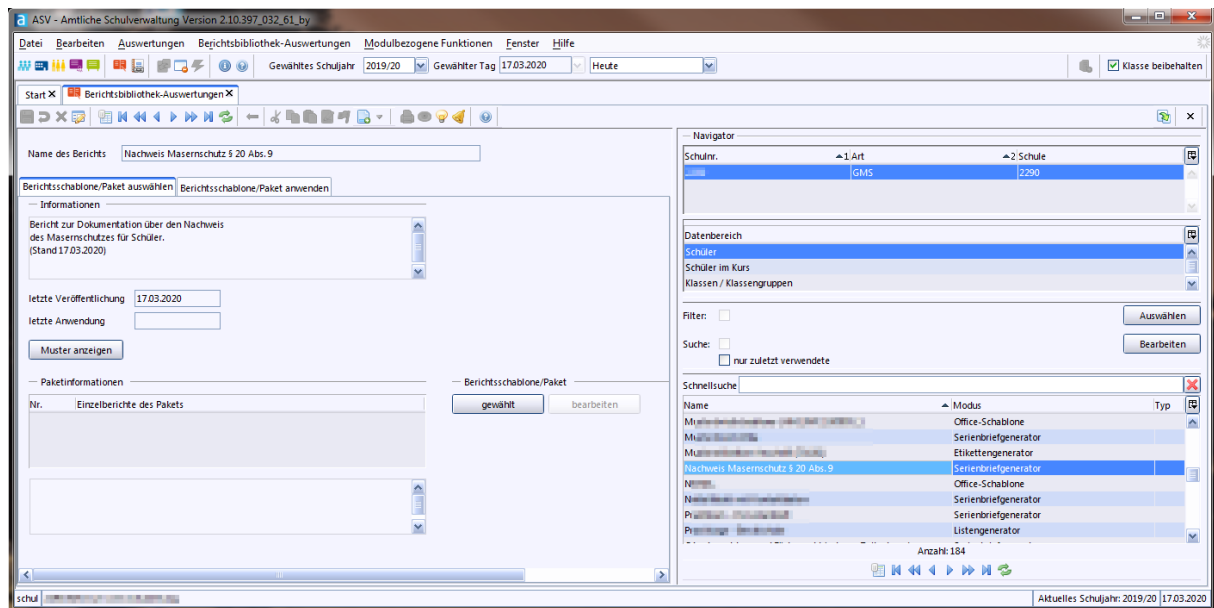 ASV - Amtliche Schulverwaltung Version 2.10.397_032_61_by
Datei Bearbeiten Auswertungen Berichtsbibliothek-Auswertungen Modulbezogene Funktionen Fenster Hilfe
Gewähltes Schuljahr 2019/20 Gewählter Tag 17.03.2020 Heute Klasse beibehalten
Start Berichtsbibliothek-Auswertungen
Name des Berichts Nachweis Masernschutz § 20 Abs. 9
Berichtsschablone/Paket auswählen Berichtsschablone/Paket anwenden
Informationen
Bericht zur Dokumentation über den Nachweis
des Masernschutzes für Schüler.
(Stand 17.03.2020)
letzte Veröffentlichung 17.03.2020
letzte Anwendung
Muster anzeigen
Paketinformationen
Nr. Einzelberichte des Pakets
Berichtsschablone/Paket
gewählt bearbeiten
Navigator
Schulnr. 1 Art 2 Schule
GMS 2290
Datenbereich
Schüler
Schüler im Kurs
Klassen / Klassengruppen
Filter: Auswählen
Suche: Bearbeiten
nur zuletzt verwendete
Schnellsuche
Name Modus Typ
Office-Schablone
Serienbriefgenerator
Etikettengenerator
Nachweis Masernschutz § 20 Abs. 9 Serienbriefgenerator
Office-Schablone
Serienbriefgenerator
Serienbriefgenerator
Listengenerator
Anzahl: 184
schul
Aktuelles Schuljahr: 2019/20 17.03.2020